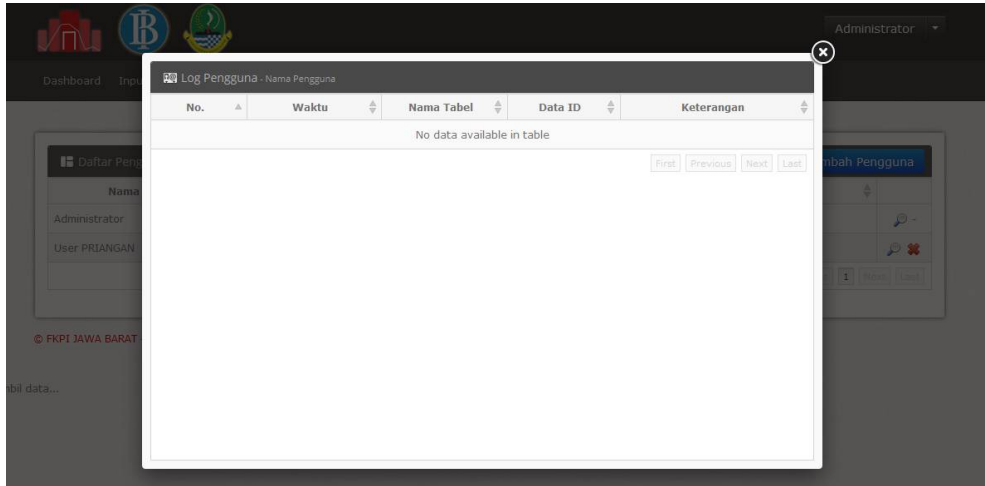 Administrator
Dashboard Inpu
Log Pengguna - Nama Pengguna
No. Waktu Nama Tabel Data ID Keterangan
No data available in table
First Previous Next Last
Daftar Peng
mbah Pengguna
Nama
Administrator
User PRIANGAN
1 Next Last
© FKPI JAWA BARAT
mbil data...